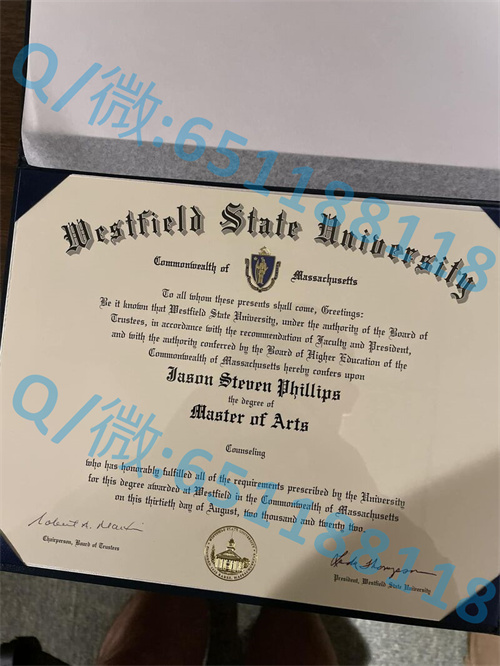 Q/微:651188118
Westfield State University
Commonwealth of Massachusetts
To all whom these presents shall come, Greetings:
Be it known that Westfield State University, under the authority of the Board of
Trustees, in accordance with the recommendation of Faculty and President,
and with the authority conferred by the Board of Higher Education of the
Commonwealth of Massachusetts hereby confers upon
Jason Steven Phillips
the degree of
Master of Arts
Counseling
who has honorably fulfilled all of the requirements prescribed by the University
for this degree awarded at Westfield in the Commonwealth of Massachusetts
on this thirtieth day of August, two thousand and twenty two.
Q/微:651188118
Chairperson, Board of Trustees
President, Westfield State University